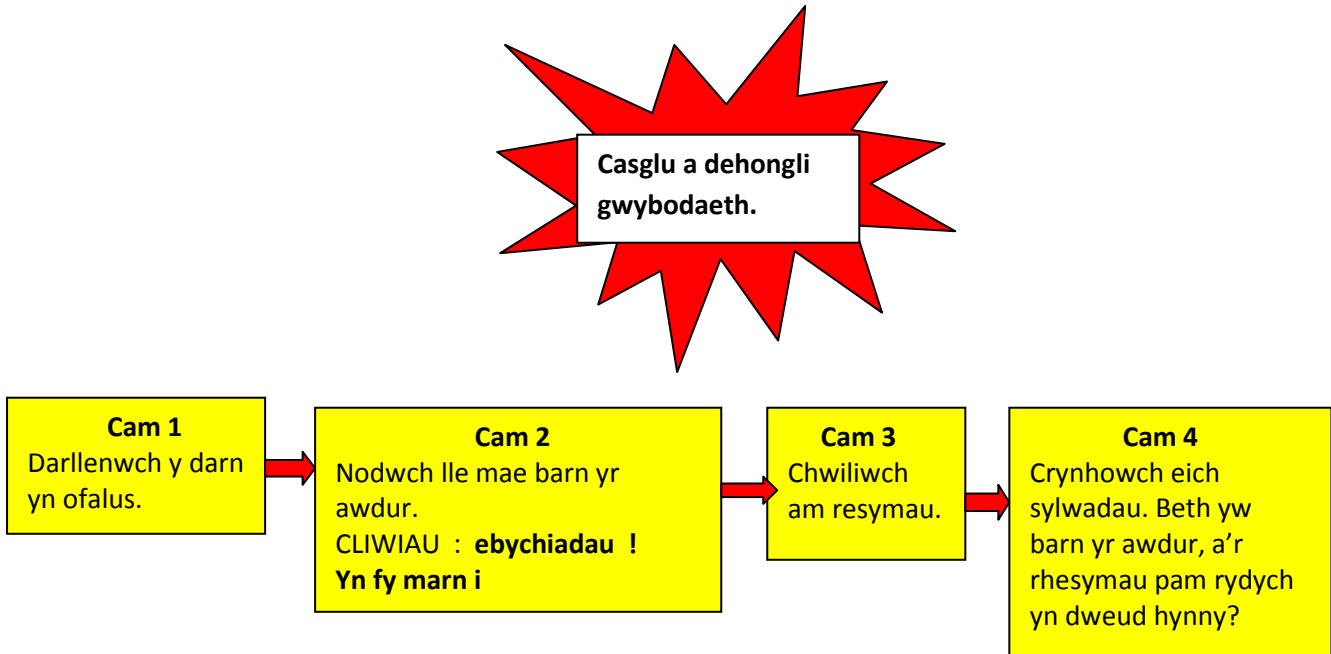 Casglu a dehongli
gwybodaeth.
Cam 1
Darllenwch y darn
yn ofalus.
Cam 2
Nodwch lle mae barn yr
awdur.
CLIWIAU : ebychiadau !
Yn fy marn i
Cam 3
Chwiliwch
am resymau.
Cam 4
Crynhowch eich
sylwadau. Beth yw
barn yr awdur, a’r
rhesymau pam rydych
yn dweud hynny?